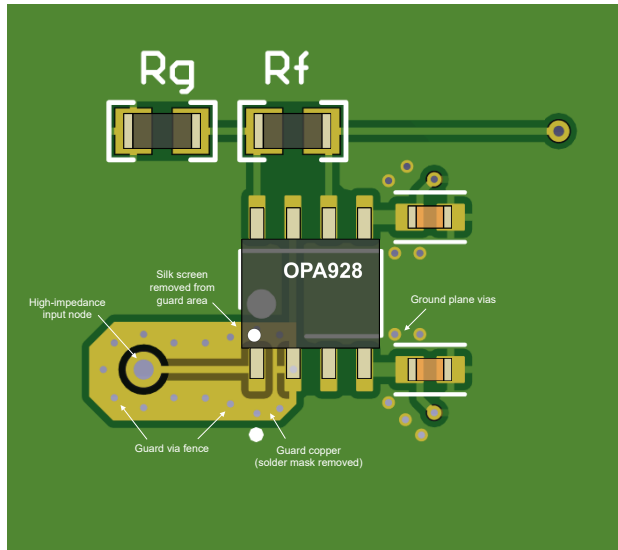 Rg
Rf
OPA928
Silk screen
removed from
guard area
High-impedance
input node
Ground plane vias
Guard via fence
Guard copper
(solder mask removed)